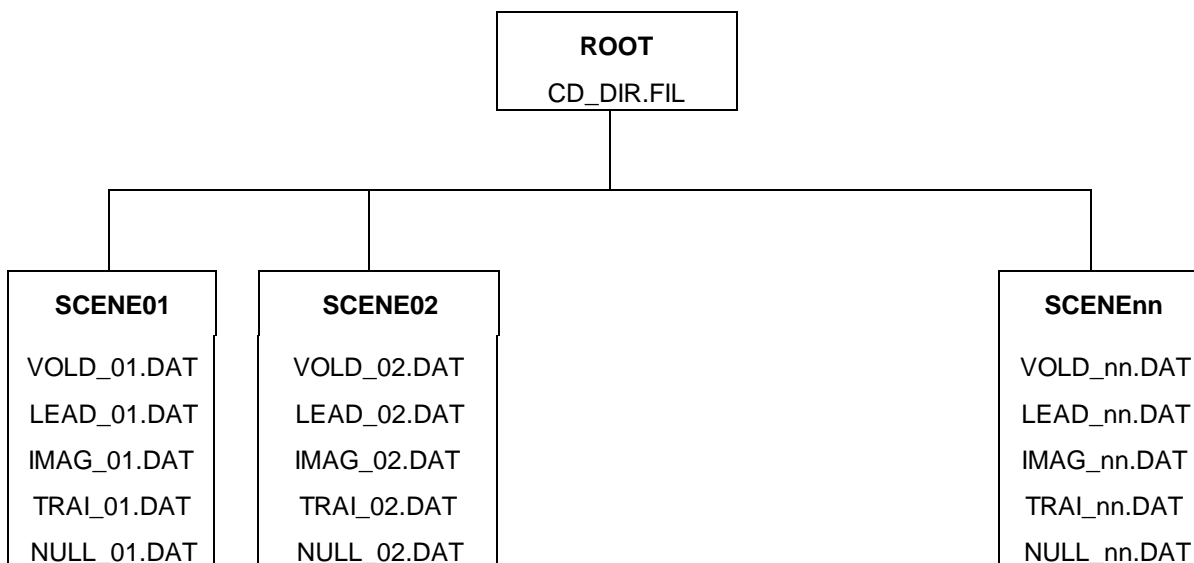 ROOT
CD_DIR.FIL
SCENE01
VOLD_01.DAT
LEAD_01.DAT
IMAG_01.DAT
TRAI_01.DAT
NULL_01.DAT
SCENE02
VOLD_02.DAT
LEAD_02.DAT
IMAG_02.DAT
TRAI_02.DAT
NULL_02.DAT
SCENEnn
VOLD_nn.DAT
LEAD_nn.DAT
IMAG_nn.DAT
TRAI_nn.DAT
NULL_nn.DAT